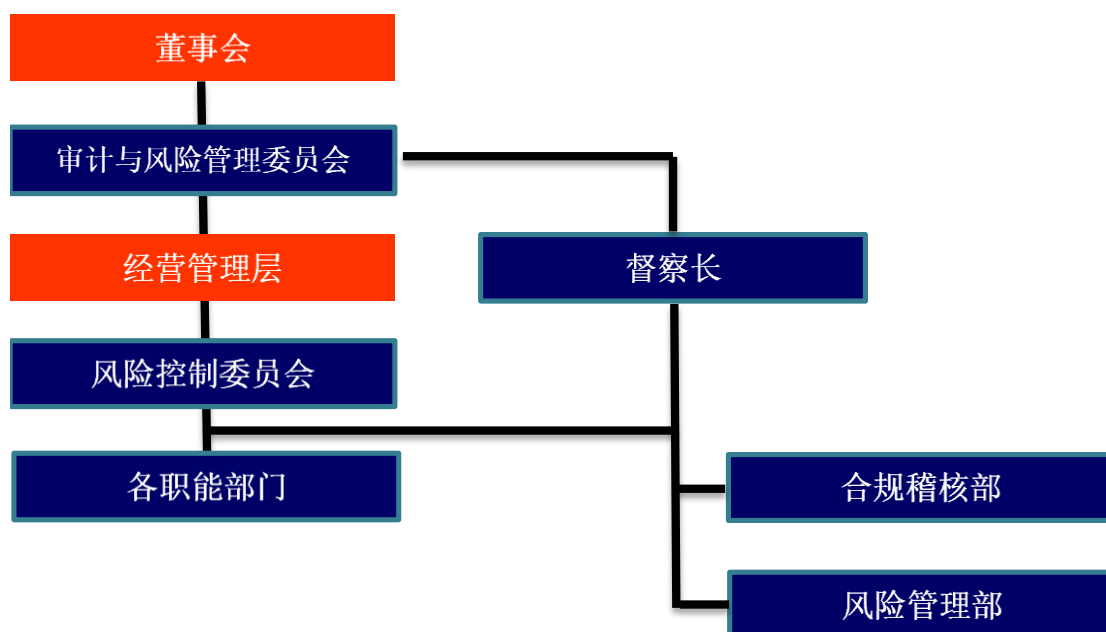 董事会
审计与风险管理委员会
经营管理层
督察长
风险控制委员会
各职能部门
合规稽核部
风险管理部